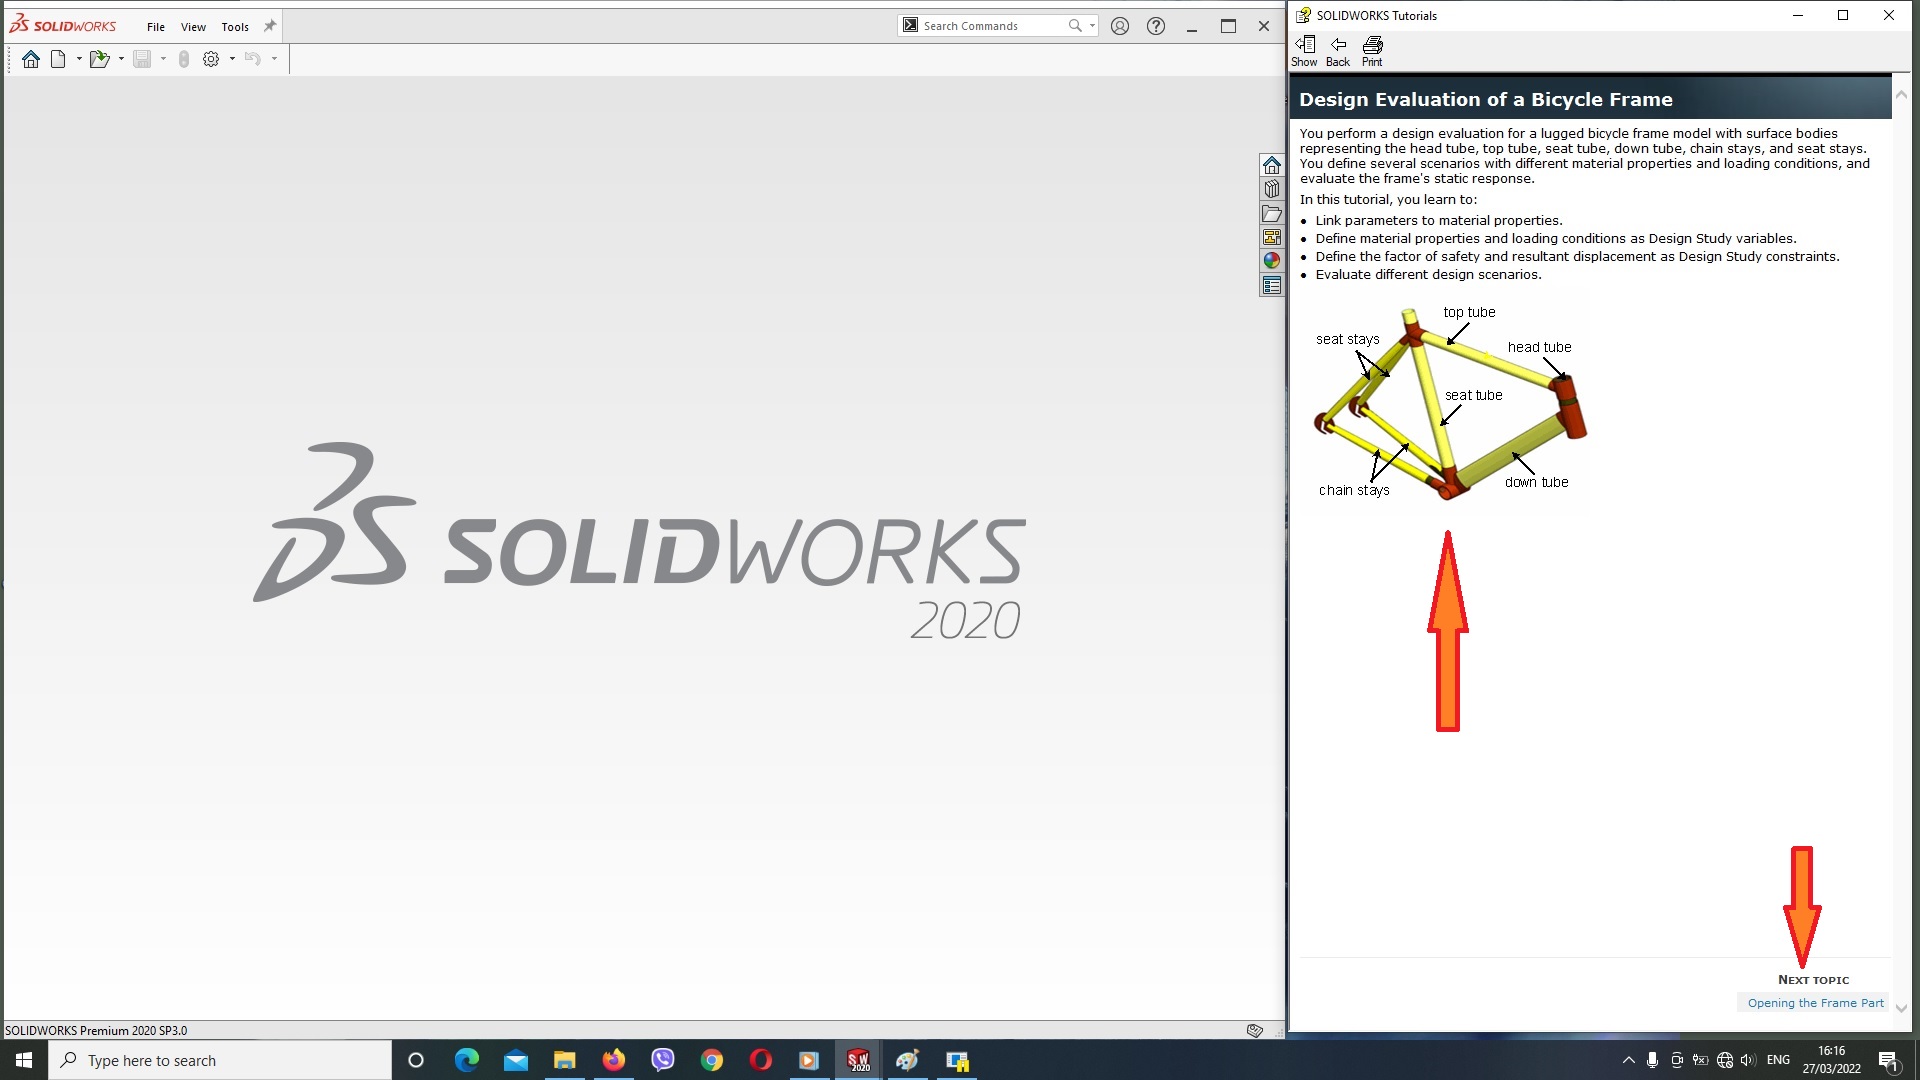 SOLIDWORKS File View Tools Search Commands
SOLIDWORKS 2020
SOLIDWORKS Premium 2020 SP3.0
SOLIDWORKS Tutorials
Show Back Print
Design Evaluation of a Bicycle Frame
You perform a design evaluation for a lugged bicycle frame model with surface bodies
representing the head tube, top tube, seat tube, down tube, chain stays, and seat stays.
You define several scenarios with different material properties and loading conditions, and
evaluate the frame's static response.
In this tutorial, you learn to:
• Link parameters to material properties.
• Define material properties and loading conditions as Design Study variables.
• Define the factor of safety and resultant displacement as Design Study constraints.
• Evaluate different design scenarios.
top tube
seat stays
head tube
seat tube
down tube
chain stays
NEXT TOPIC
Opening the Frame Part
Type here to search
SW 2020
ENG
16:16
27/03/2022
1